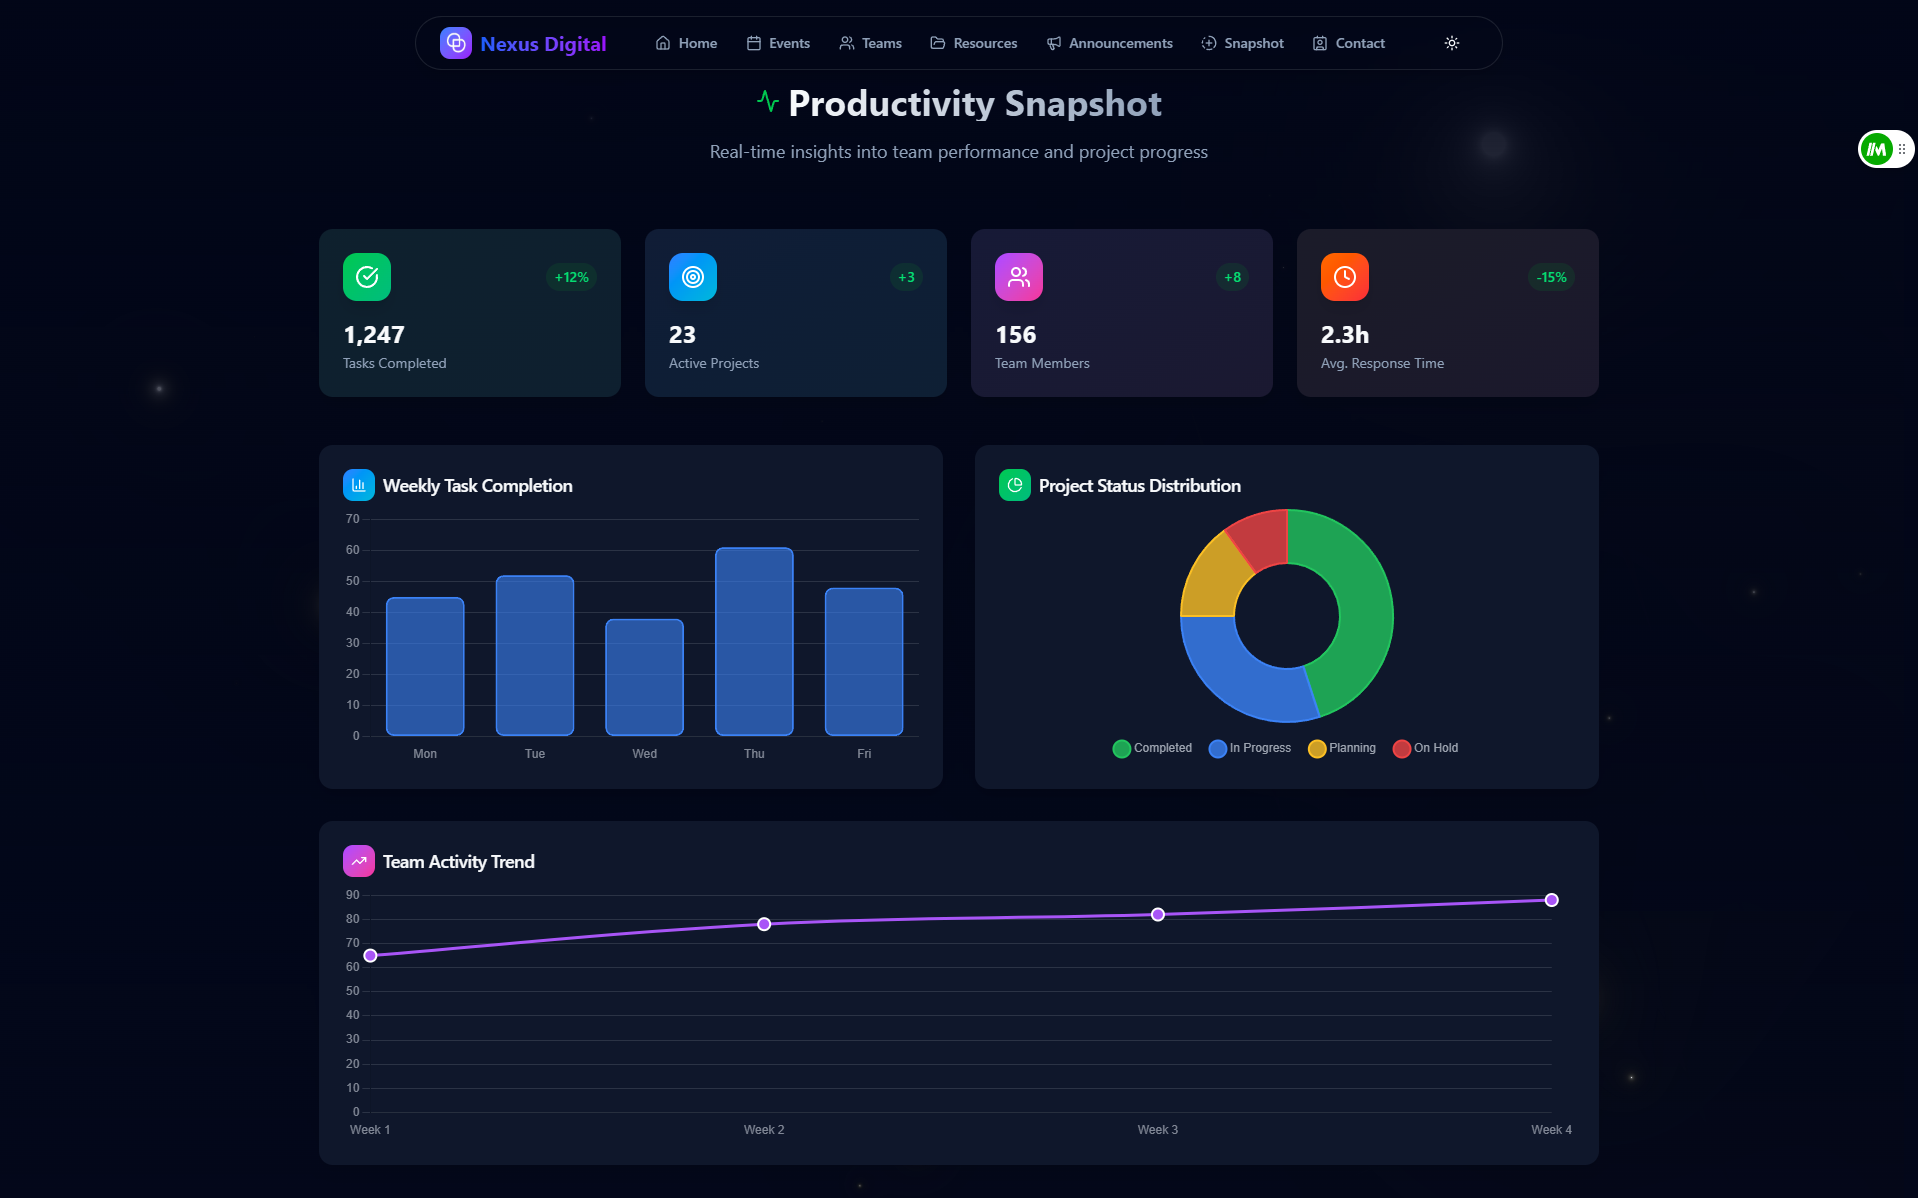 Nexus Digital
Home
Events
Teams
Resources
Announcements
Snapshot
Contact
Productivity Snapshot
Real-time insights into team performance and project progress
+12%
1,247
Tasks Completed
+3
23
Active Projects
+8
156
Team Members
-15%
2.3h
Avg. Response Time
Weekly Task Completion
70
60
50
40
30
20
10
0
Mon
Tue
Wed
Thu
Fri
Project Status Distribution
Completed
In Progress
Planning
On Hold
Team Activity Trend
90
80
70
60
50
40
30
20
10
0
Week 1
Week 2
Week 3
Week 4